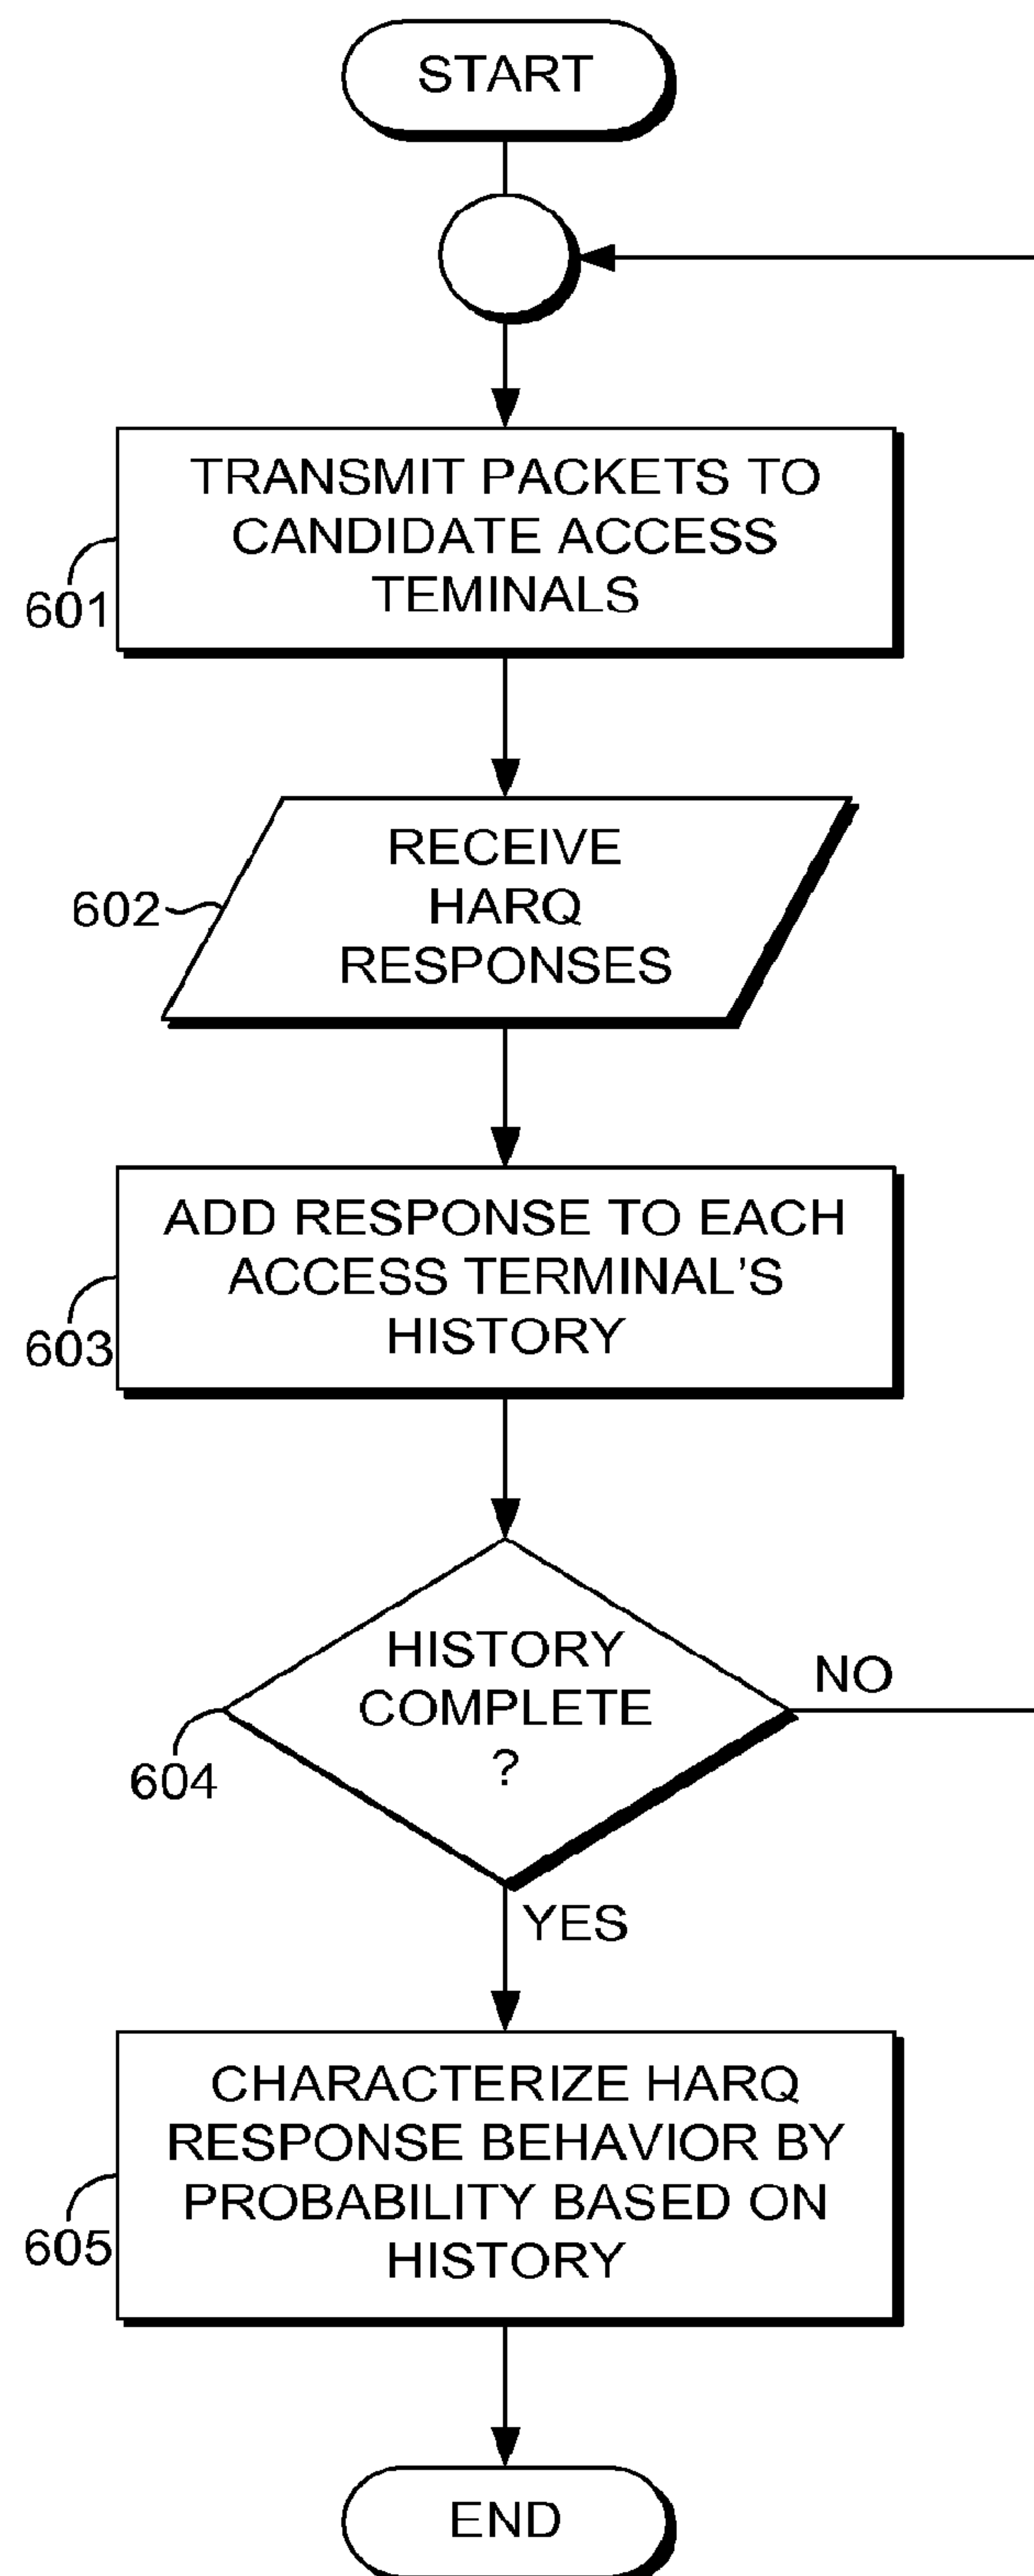 START
TRANSMIT PACKETS TO
CANDIDATE ACCESS
TEMINALS
601
RECEIVE
HARQ
RESPONSES
602
ADD RESPONSE TO EACH
ACCESS TERMINAL'S
HISTORY
603
HISTORY
COMPLETE
?
NO
604
YES
CHARACTERIZE HARQ
RESPONSE BEHAVIOR BY
PROBABILITY BASED ON
HISTORY
605
END